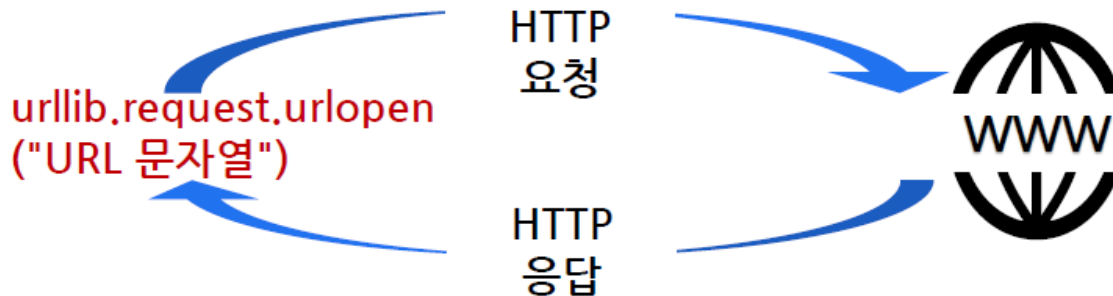 HTTP
요청
urllib.request.urlopen
("URL 문자열")
WWW
HTTP
응답